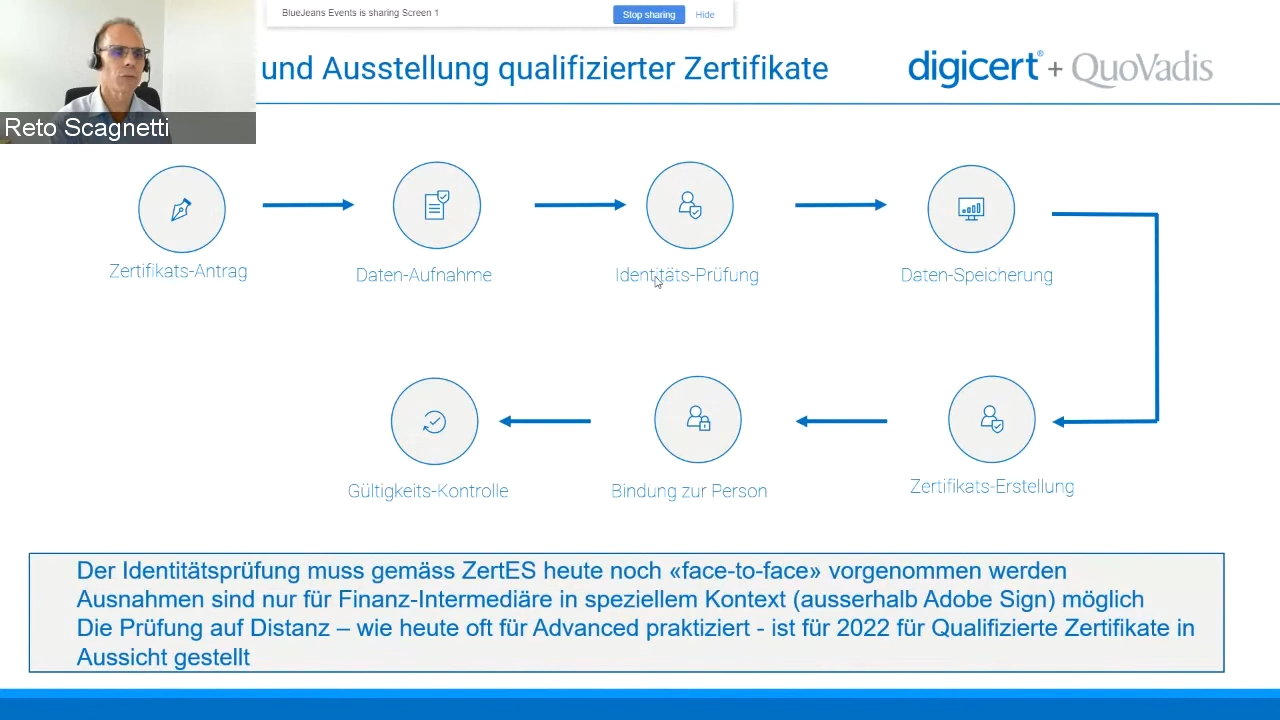 BlueJeans Events is sharing Screen 1
Stop sharing
Hide
und Ausstellung qualifizierter Zertifikate
digicert® + QuoVadis
Reto Scagnetti
Zertifikats-Antrag
Daten-Aufnahme
Identitäts-Prüfung
Daten-Speicherung
Gültigkeits-Kontrolle
Bindung zur Person
Zertifikats-Erstellung
Der Identitätsprüfung muss gemäss ZertES heute noch «face-to-face» vorgenommen werden
Ausnahmen sind nur für Finanz-Intermediäre in speziellem Kontext (ausserhalb Adobe Sign) möglich
Die Prüfung auf Distanz – wie heute oft für Advanced praktiziert - ist für 2022 für Qualifizierte Zertifikate in
Aussicht gestellt